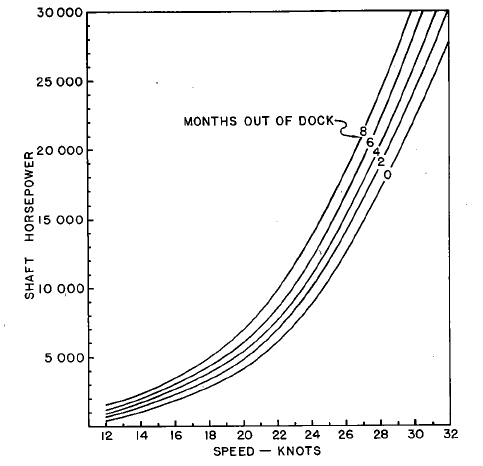 30 000
25 000
20 000
15 000
10 000
5 000
SHAFT HORSEPOWER
MONTHS OUT OF DOCK
8
6
4
2
0
12 14 16 18 20 22 24 26 28 30 32
SPEED — KNOTS